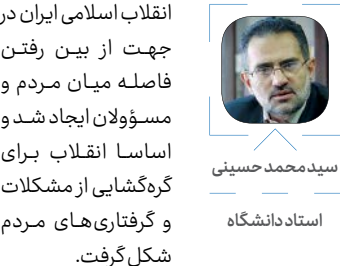 انقلاب اسلامی ایران در
جهت از بین رفتن
فاصله میان مردم و
مسؤولان ایجاد شد و
اساسا انقلاب برای
گره‌گشایی از مشکلات
و گرفتاری‌های مردم
شکل گرفت.
سیدمحمدحسینی
استاد دانشگاه